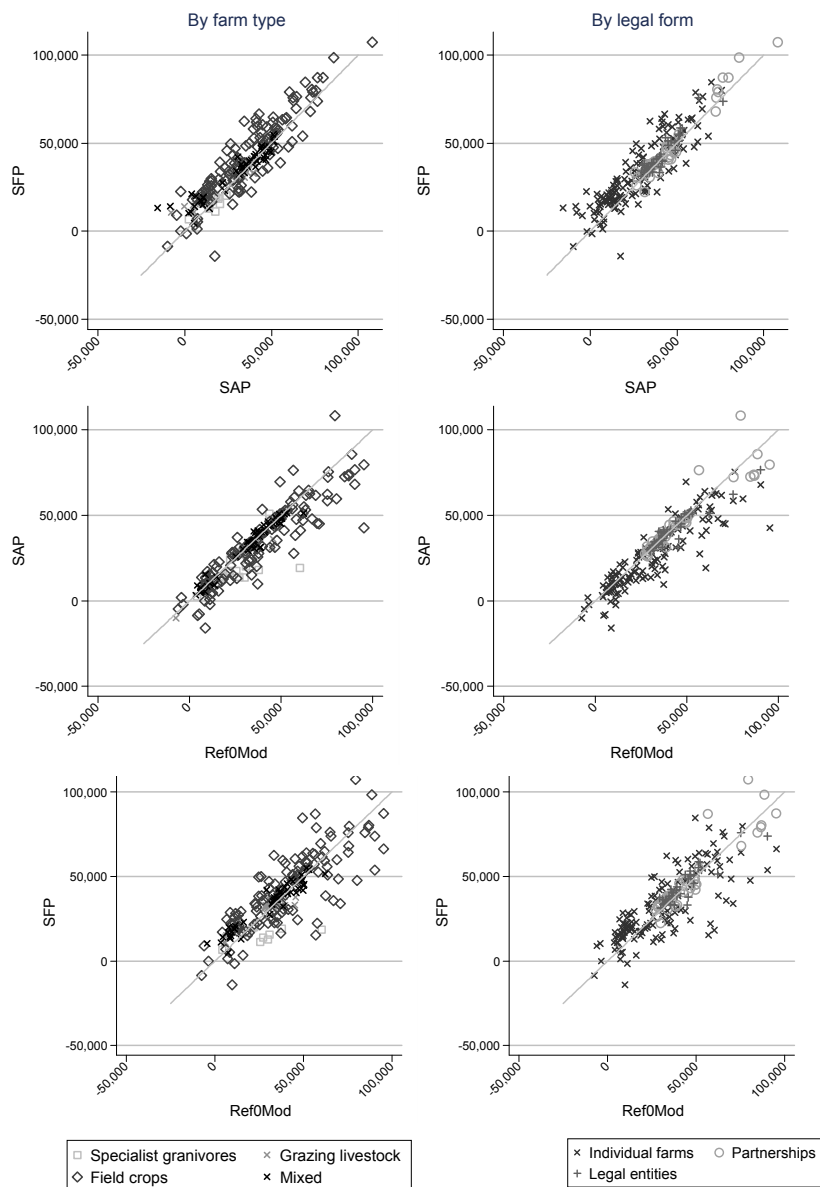 By farm type
By legal form
100,000
50,000
0
-50,000
SFP
-50,000
0
50,000
100,000
SAP
100,000
50,000
0
-50,000
SFP
-50,000
0
50,000
100,000
SAP
100,000
50,000
0
-50,000
SAP
50,000
0
50,000
100,000
Ref0Mod
100,000
50,000
0
-50,000
SAP
50,000
0
50,000
100,000
Ref0Mod
100,000
50,000
0
-50,000
SFP
-50,000
0
50,000
100,000
Ref0Mod
100,000
50,000
0
-50,000
SFP
-50,000
0
50,000
100,000
Ref0Mod
Specialist granivores
Grazing livestock
Field crops
Mixed
Individual farms
Partnerships
Legal entities